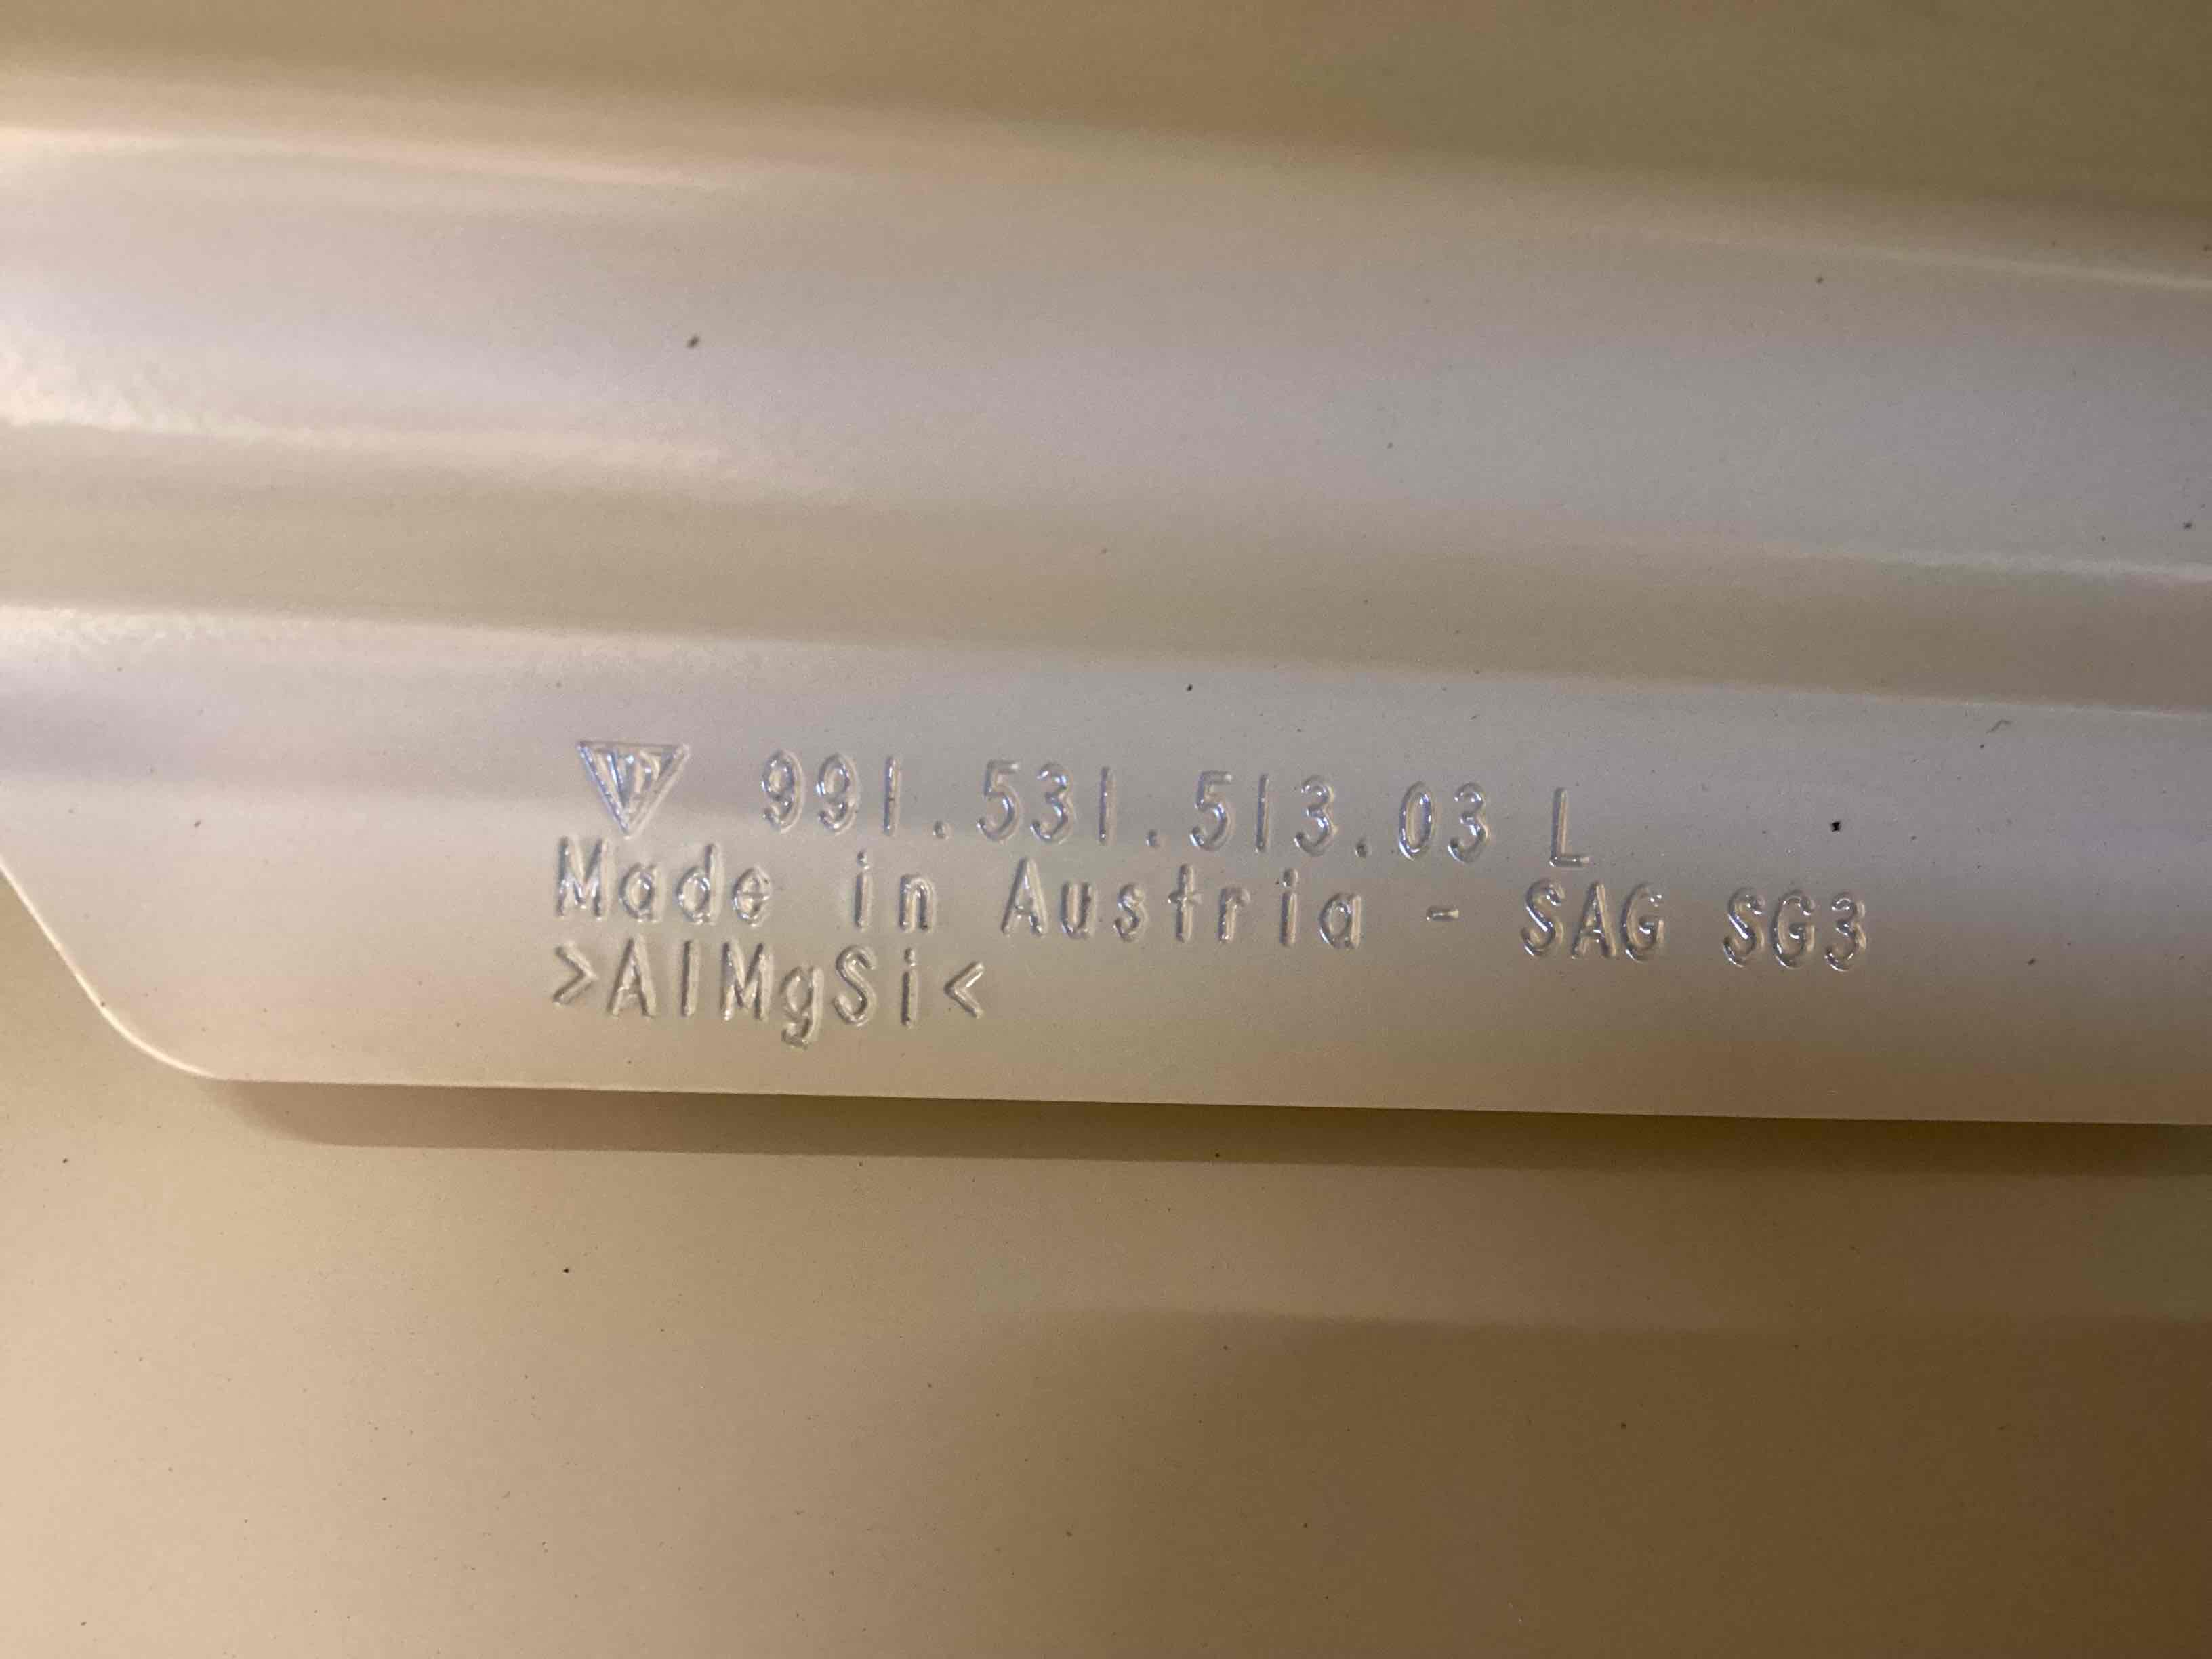 991.531.513.03 L
Made in Austria - SAG SG3
>AlMgSi<